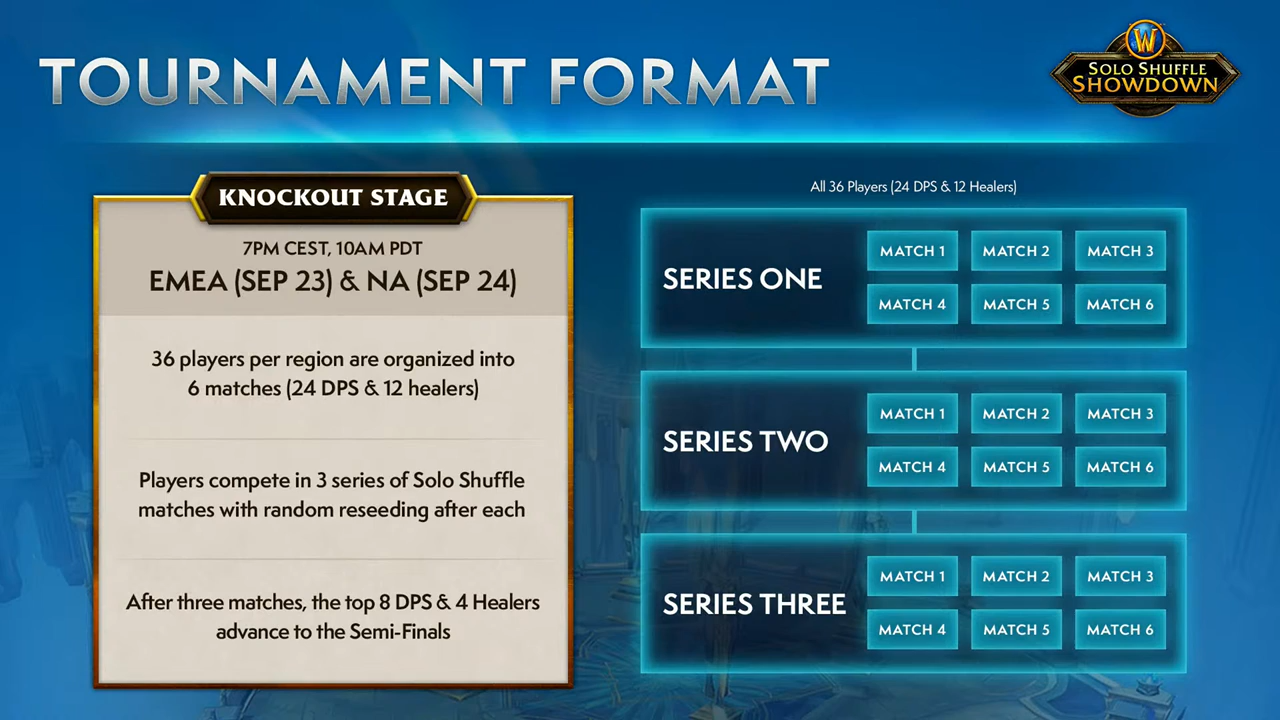 TOURNAMENT FORMAT
W
SOLO SHUFFLE
SHOWDOWN
KNOCKOUT STAGE
7PM CEST, 10AM PDT
EMEA (SEP 23) & NA (SEP 24)
36 players per region are organized into
6 matches (24 DPS & 12 healers)
Players compete in 3 series of Solo Shuffle
matches with random reseeding after each
After three matches, the top 8 DPS & 4 Healers
advance to the Semi-Finals
All 36 Players (24 DPS & 12 Healers)
SERIES ONE
MATCH 1 MATCH 2 MATCH 3
MATCH 4 MATCH 5 MATCH 6
SERIES TWO
MATCH 1 MATCH 2 MATCH 3
MATCH 4 MATCH 5 MATCH 6
SERIES THREE
MATCH 1 MATCH 2 MATCH 3
MATCH 4 MATCH 5 MATCH 6